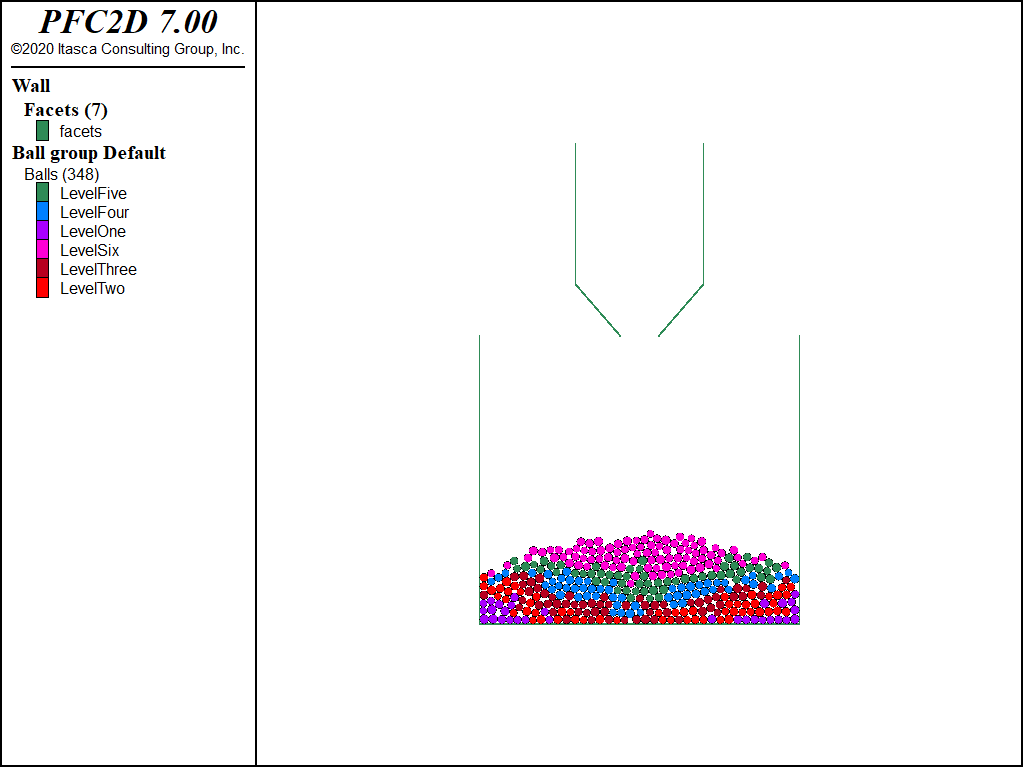 PFC2D 7.00
©2020 Itasca Consulting Group, Inc.
Wall
Facets (7)
facets
Ball group Default
Balls (348)
LevelFive
LevelFour
LevelOne
LevelSix
LevelThree
LevelTwo